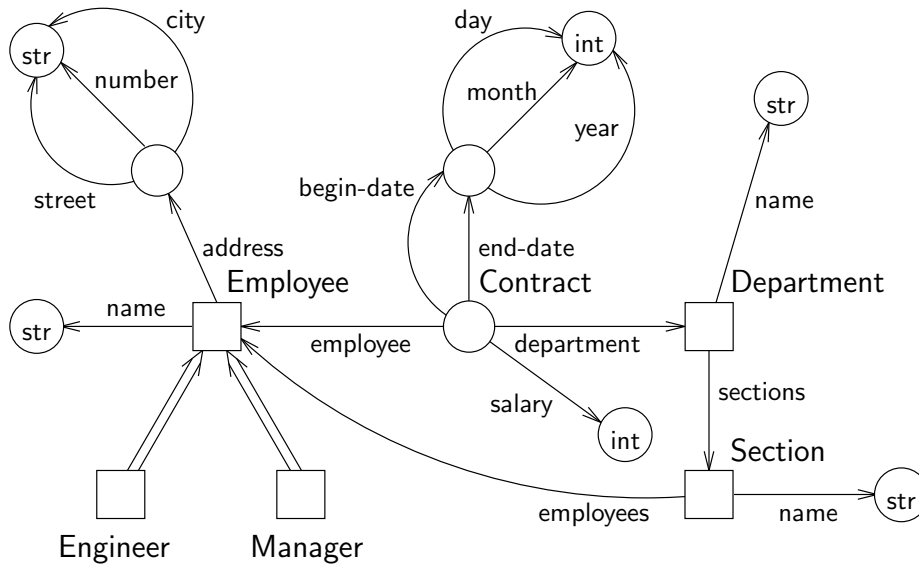 city
day
str
int
number
month
str
year
begin-date
street
name
address
end-date
Employee
Contract
Department
name
str
employee
department
sections
salary
int
Section
employees
name
str
Engineer
Manager